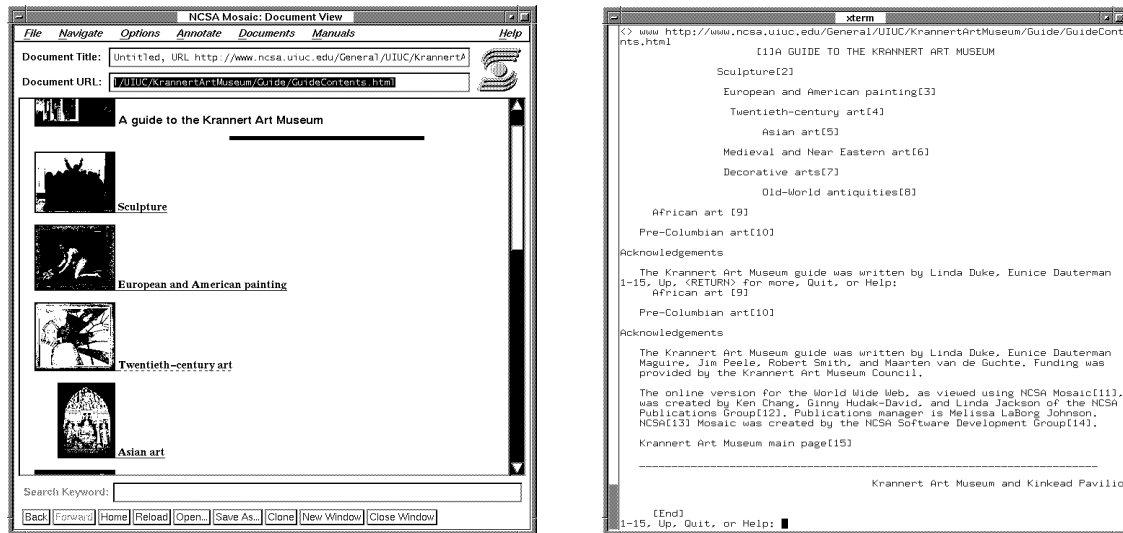 NCSA Mosaic: Document View
File Navigate Options Annotate Documents Manuals Help
Document Title: Untitled, URL http://www.ncsa.uiuc.edu/General/UIUC/KrannertA
Document URL: l/UIUC/KrannertArtMuseum/Guide/GuideContents.html
A guide to the Krannert Art Museum
Sculpture
European and American painting
Twentieth-century art
Asian art
Search Keyword:
Back Forward Home Reload Open... Save As... Clone New Window Close Window
xterm
<> www http://www.ncsa.uiuc.edu/General/UIUC/KrannertArtMuseum/Guide/GuideConte
nts.html
[1]A GUIDE TO THE KRANNERT ART MUSEUM
Sculpture[2]
European and American painting[3]
Twentieth-century art[4]
Asian art[5]
Medieval and Near Eastern art[6]
Decorative arts[7]
Old-World antiquities[8]
African art [9]
Pre-Columbian art[10]
Acknowledgements
The Krannert Art Museum guide was written by Linda Duke, Eunice Dauterman
1-15, Up, <RETURN> for more, Quit, or Help:
African art [9]
Pre-Columbian art[10]
Acknowledgements
The Krannert Art Museum guide was written by Linda Duke, Eunice Dauterman
Maguire, Jim Peele, Robert Smith, and Maarten van de Guchte. Funding was
provided by the Krannert Art Museum Council.
The online version for the World Wide Web, as viewed using NCSA Mosaic[11],
was created by Ken Chang, Ginny Hudak-David, and Linda Jackson of the NCSA
Publications Group[12]. Publications manager is Melissa LaBorg Johnson.
NCSA[13] Mosaic was created by the NCSA Software Development Group[14].
Krannert Art Museum main page[15]
Krannert Art Museum and Kinkead Pavilio
[End]
1-15, Up, Quit, or Help: